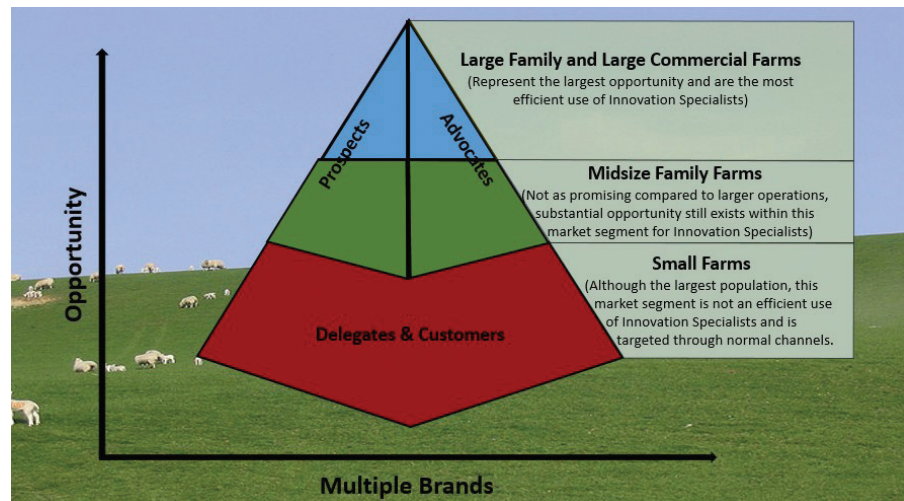 Large Family and Large Commercial Farms
(Represent the largest opportunity and are the most
efficient use of Innovation Specialists)
Prospects
Advocates
Midsize Family Farms
(Not as promising compared to larger operations,
substantial opportunity still exists within this
market segment for Innovation Specialists)
Small Farms
(Although the largest population, this
market segment is not an efficient use
of Innovation Specialists and is
targeted through normal channels.
Delegates & Customers
Opportunity
Multiple Brands